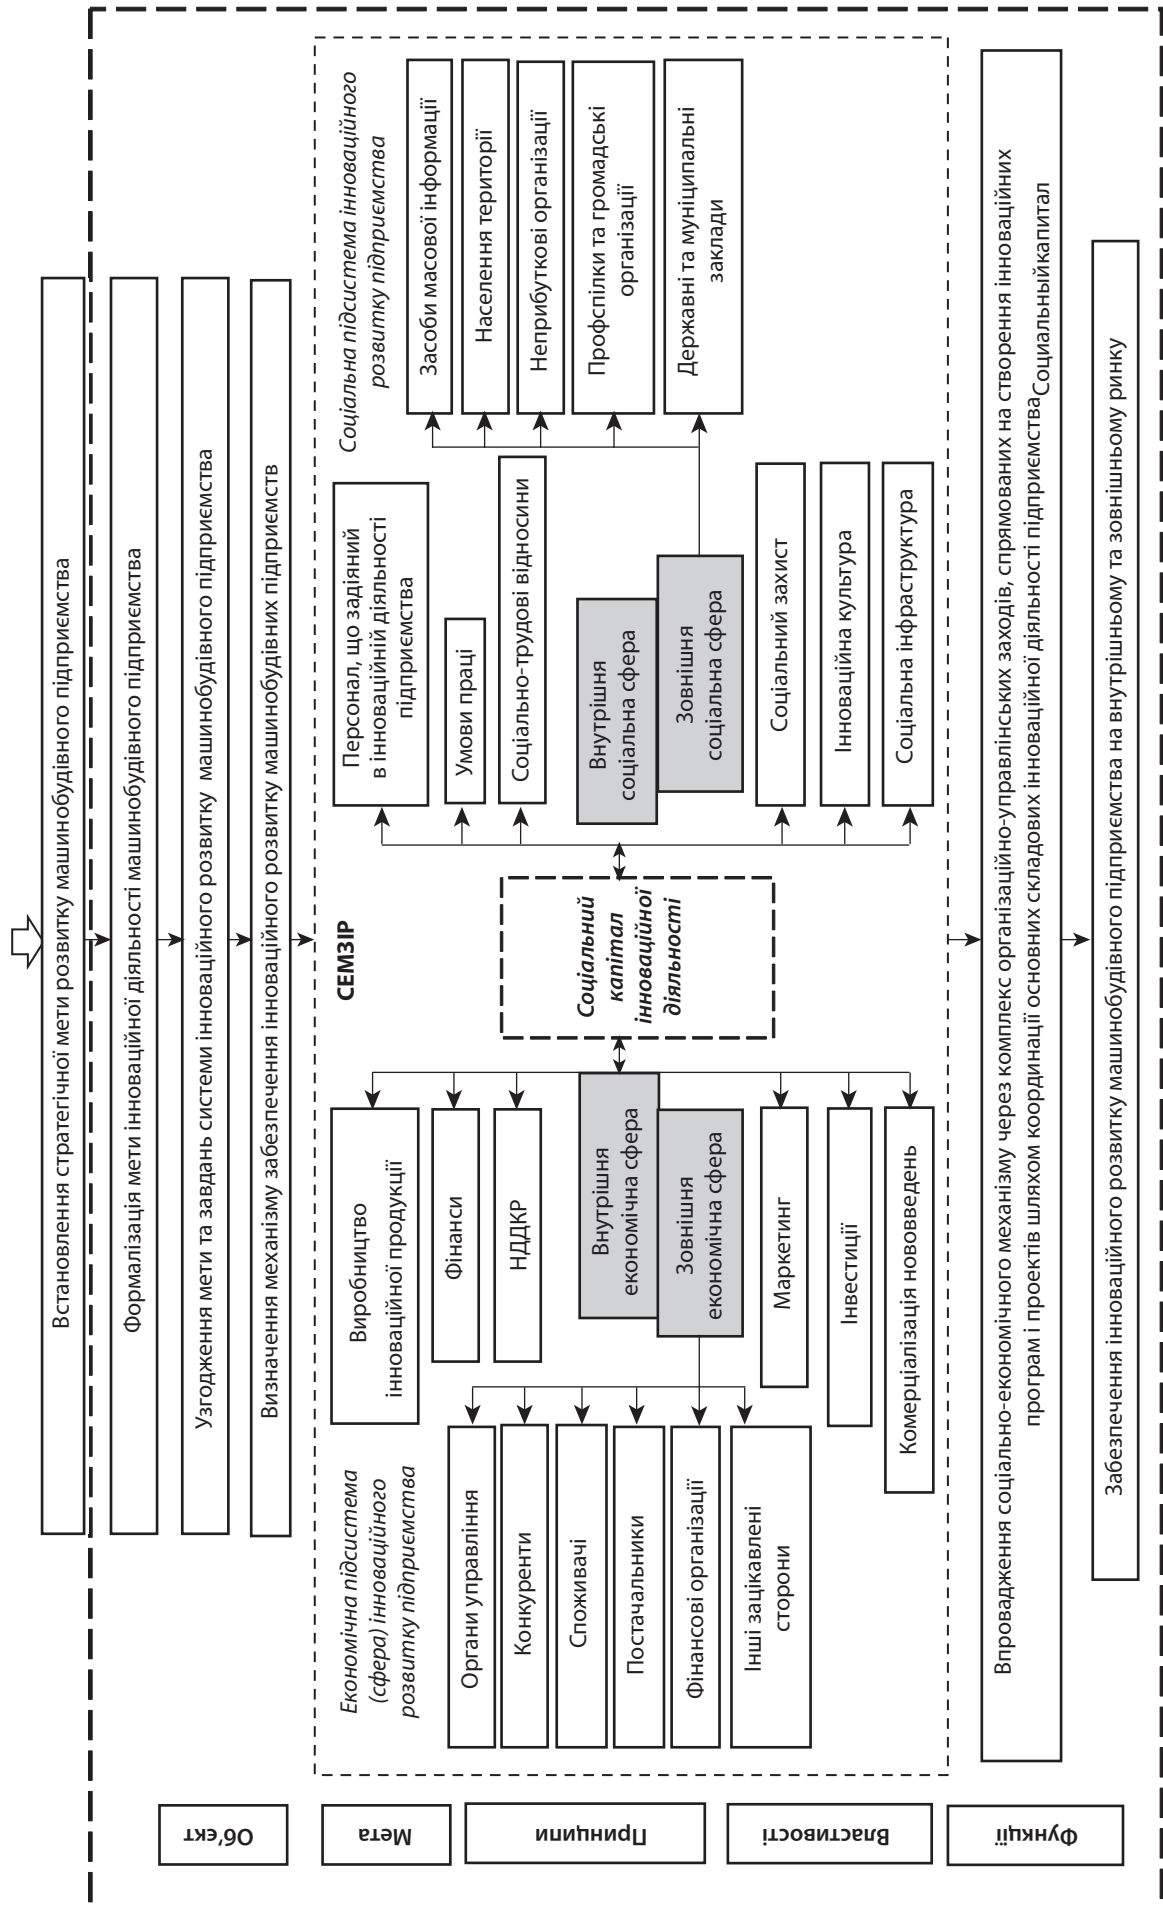 Встановлення стратегічної мети розвитку машинобудівного підприємства
Формалізація мети інноваційної діяльності машинобудівного підприємства
Узгодження мети та завдань системи інноваційного розвитку машинобудівного підприємства
Визначення механізму забезпечення інноваційного розвитку машинобудівних підприємств
Об’єкт
Мета
Принципи
Властивості
Функції
СЕМЗІР
Економічна підсистема
(сфера) інноваційного
розвитку підприємства
Органи управління
Конкуренти
Споживачі
Постачальники
Фінансові організації
Інші зацікавлені
сторони
Виробництво
інноваційної продукції
Фінанси
НДДКР
Внутрішня
економічна сфера
Зовнішня
економічна сфера
Маркетинг
Інвестиції
Комерціалізація нововведень
Соціальний
капітал
інноваційної
діяльності
Персонал, що задіяний
в інноваційній діяльності
підприємства
Умови праці
Соціально-трудові відносини
Внутрішня
соціальна сфера
Зовнішня
соціальна сфера
Соціальний захист
Інноваційна культура
Соціальна інфраструктура
Соціальна підсистема інноваційного
розвитку підприємства
Засоби масової інформації
Населення території
Неприбуткові організації
Профспілки та громадські
організації
Державні та муніципальні
заклади
Впровадження соціально-економічного механізму через комплекс організаційно-управлінських заходів, спрямованих на створення інноваційних
програм і проектів шляхом координації основних складових інноваційної діяльності підприємстваСоциальныйкапитал
Забезпечення інноваційного розвитку машинобудівного підприємства на внутрішньому та зовнішньому ринку